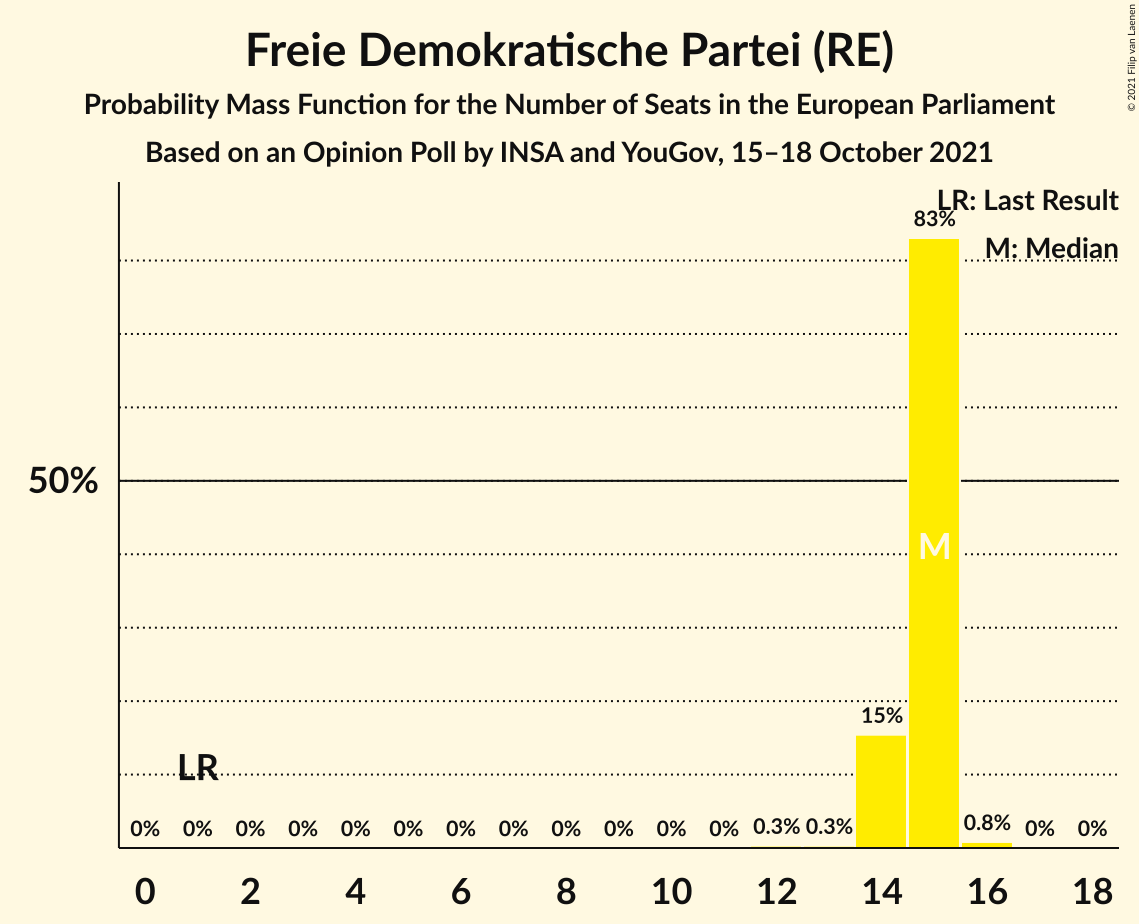 Freie Demokratische Partei (RE)
Probability Mass Function for the Number of Seats in the European Parliament
Based on an Opinion Poll by INSA and YouGov, 15–18 October 2021
© 2021 Filip van Laenen
LR: Last Result
83%
M: Median
50%
M
15%
LR
0% 0% 0% 0% 0% 0% 0% 0% 0% 0% 0% 0% 0.3% 0.3% 0.8% 0% 0%
0 2 4 6 8 10 12 14 16 18